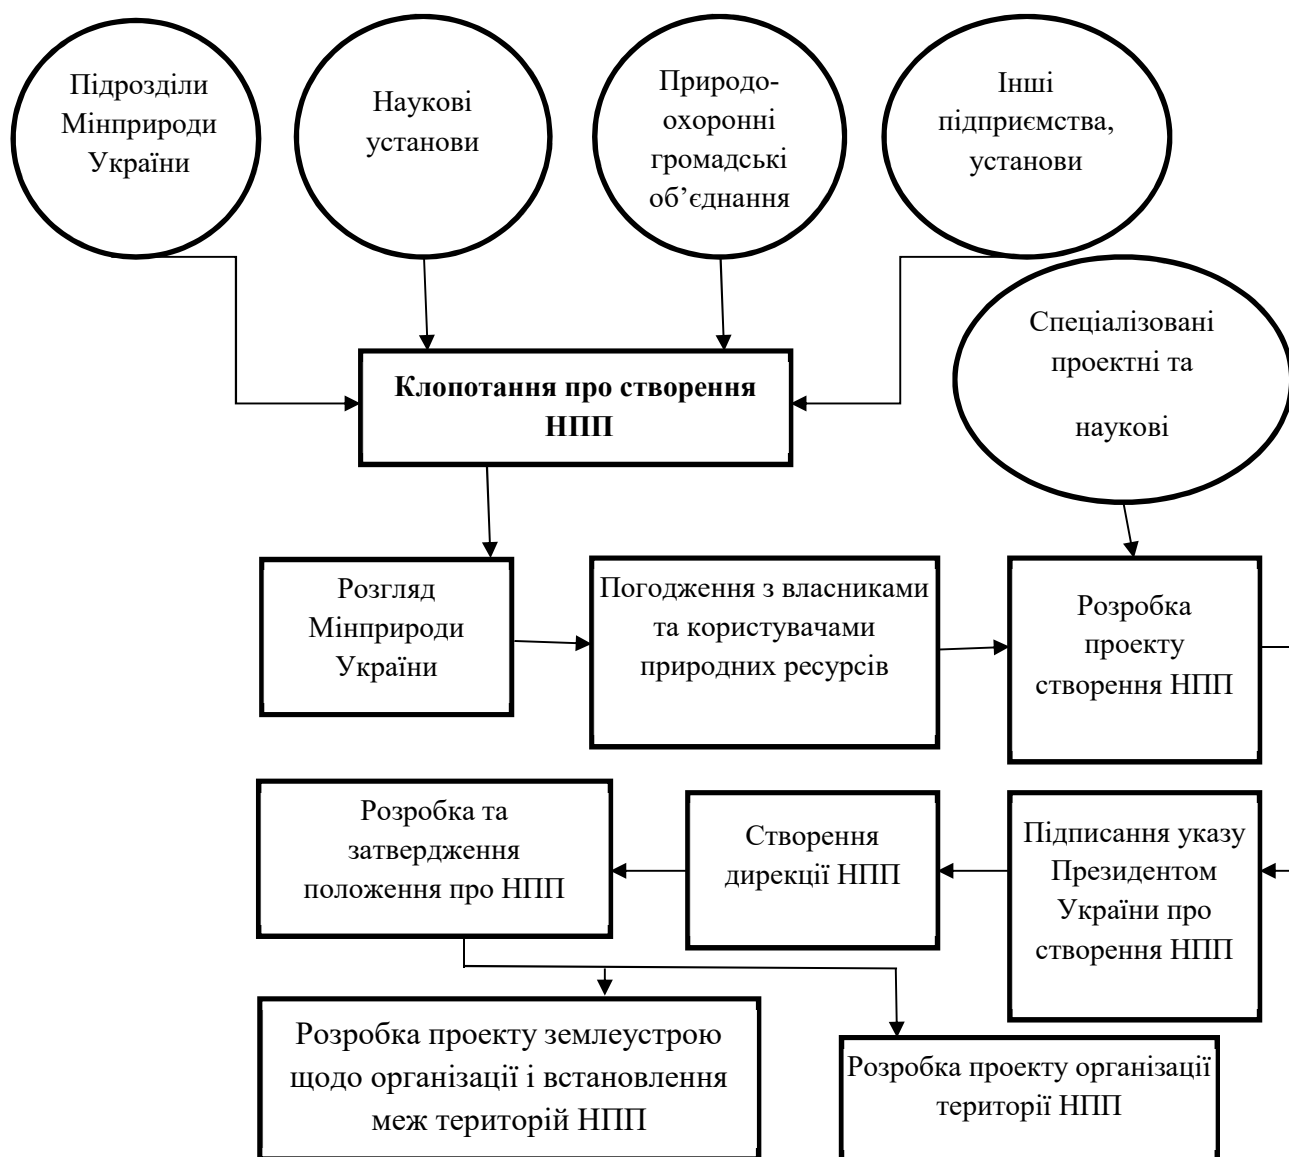 Підрозділи
Мінприроди
України
Наукові
установи
Природо-
охоронні
громадські
об’єднання
Інші
підприємства,
установи
Спеціалізовані
проектні та
наукові
Клопотання про створення
НПП
Розгляд
Мінприроди
України
Погодження з власниками
та користувачами
природних ресурсів
Розробка
проекту
створення НПП
Розробка та
затвердження
положення про НПП
Створення
дирекції НПП
Підписання указу
Президентом
України про
створення НПП
Розробка проекту землеустрою
щодо організації і встановлення
меж територій НПП
Розробка проекту організації
території НПП